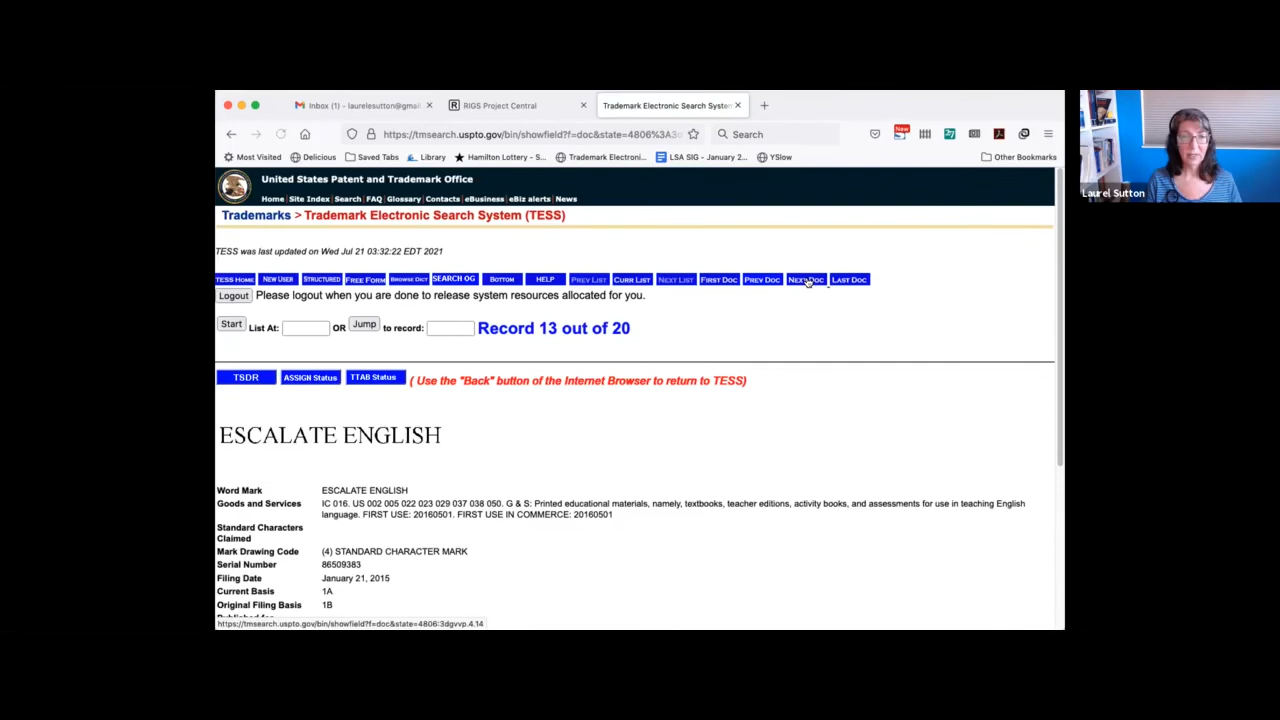 Inbox (1) – laurelesutton@gmai
RIGS Project Central
Trademark Electronic Search System
https://tmsearch.uspto.gov/bin/showfield?f=doc&state=4806%3A3d
Search
New
Most Visited
Delicious
Saved Tabs
Library
Hamilton Lottery - S...
Trademark Electroni...
LSA SIG - January 2...
YSlow
Other Bookmarks
Laurel Sutton
United States Patent and Trademark Office
Home | Site Index | Search | FAQ | Glossary | Contacts | eBusiness | eBiz alerts | News
Trademarks > Trademark Electronic Search System (TESS)
TESS was last updated on Wed Jul 21 03:32:22 EDT 2021
TESS HOME NEW USER STRUCTURED FREE FORM BROWSE DICT SEARCH OG BOTTOM HELP PREV LIST CURR LIST NEXT LIST FIRST DOC PREV DOC NEXT DOC LAST DOC
Logout Please logout when you are done to release system resources allocated for you.
Start List At: OR Jump to record: Record 13 out of 20
TSDR ASSIGN Status TTAB Status ( Use the "Back" button of the Internet Browser to return to TESS)
ESCALATE ENGLISH
Word Mark ESCALATE ENGLISH
Goods and Services IC 016. US 002 005 022 023 029 037 038 050. G & S: Printed educational materials, namely, textbooks, teacher editions, activity books, and assessments for use in teaching English
language. FIRST USE: 20160501. FIRST USE IN COMMERCE: 20160501
Standard Characters
Claimed
Mark Drawing Code (4) STANDARD CHARACTER MARK
Serial Number 86509383
Filing Date January 21, 2015
Current Basis 1A
Original Filing Basis 1B
https://tmsearch.uspto.gov/bin/showfield?f=doc&state=4806:3dgvvp.4.14